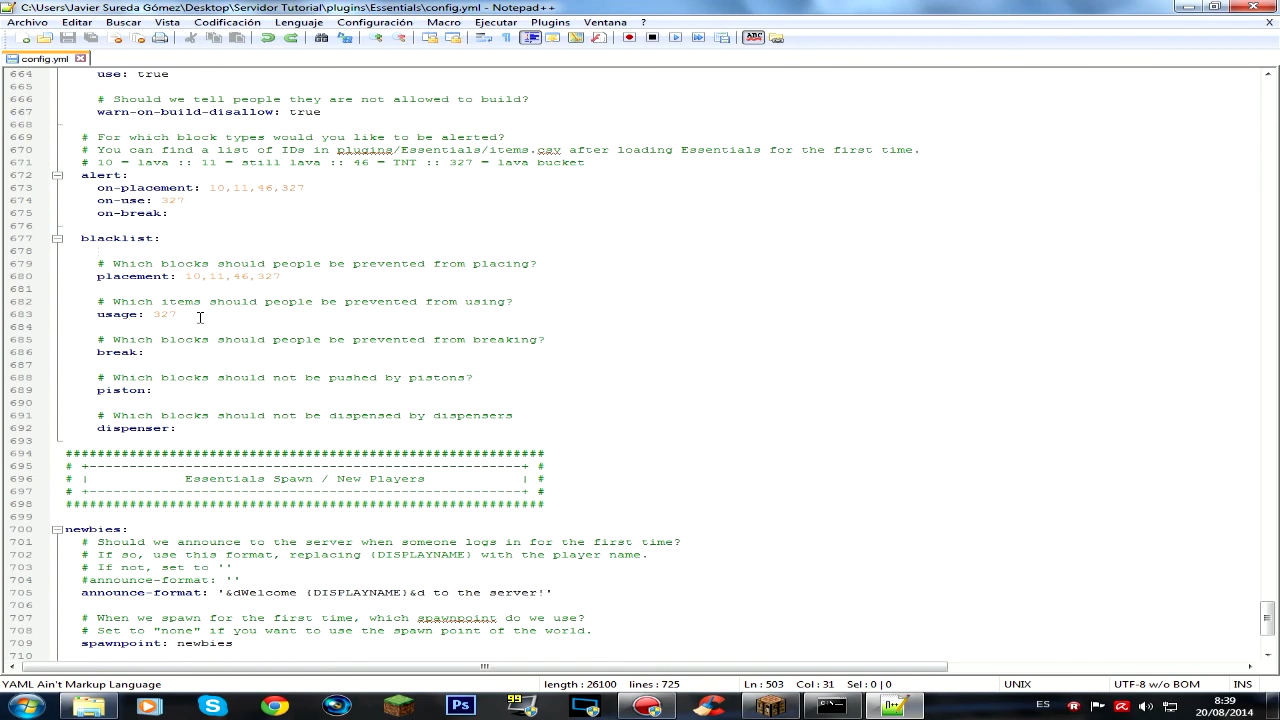 C:\Users\Javier Sureda Gómez\Desktop\Servidor Tutorial\plugins\Essentials\config.yml - Notepad++
Archivo Editar Buscar Vista Codificación Lenguaje Configuración Macro Ejecutar Plugins Ventana ? X
config.yml
664 use: true
665
666 # Should we tell people they are not allowed to build?
667 warn-on-build-disallow: true
668
669 # For which block types would you like to be alerted?
670 # You can find a list of IDs in plugins/Essentials/items.csv after loading Essentials for the first time.
671 # 10 = lava :: 11 = still lava :: 46 = TNT :: 327 = lava bucket
672 alert:
673 on-placement: 10,11,46,327
674 on-use: 327
675 on-break:
676
677 blacklist:
678
679 # Which blocks should people be prevented from placing?
680 placement: 10,11,46,327
681
682 # Which items should people be prevented from using?
683 usage: 327
684
685 # Which blocks should people be prevented from breaking?
686 break:
687
688 # Which blocks should not be pushed by pistons?
689 piston:
690
691 # Which blocks should not be dispensed by dispensers
692 dispenser:
693
694 ############################################################
695 # +------------------------------------------------------+ #
696 # | Essentials Spawn / New Players | #
697 # +------------------------------------------------------+ #
698 ############################################################
699
700 newbies:
701 # Should we announce to the server when someone logs in for the first time?
702 # If so, use this format, replacing {DISPLAYNAME} with the player name.
703 # If not, set to ''
704 #announce-format: ''
705 announce-format: '&dWelcome {DISPLAYNAME}&d to the server!'
706
707 # When we spawn for the first time, which spawnpoint do we use?
708 # Set to "none" if you want to use the spawn point of the world.
709 spawnpoint: newbies
710
YAML Ain't Markup Language length : 26100 lines : 725 Ln : 503 Col : 31 Sel : 0 | 0 UNIX UTF-8 w/o BOM INS
ES 8:39
20/08/2014